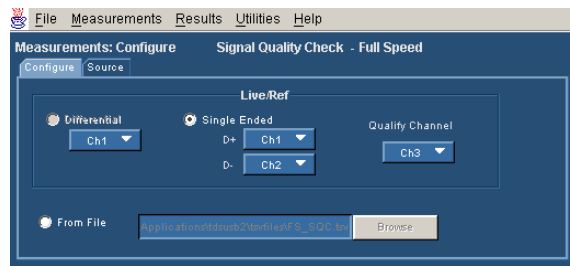 File Measurements Results Utilities Help
Measurements: Configure Signal Quality Check - Full Speed
Configure Source
Live/Ref
Differential Single Ended Qualify Channel
Ch1 D+ Ch1 Ch3
D- Ch2
From File Applications\tdsusb2\tsvfiles\FS_SQC.tsv Browse